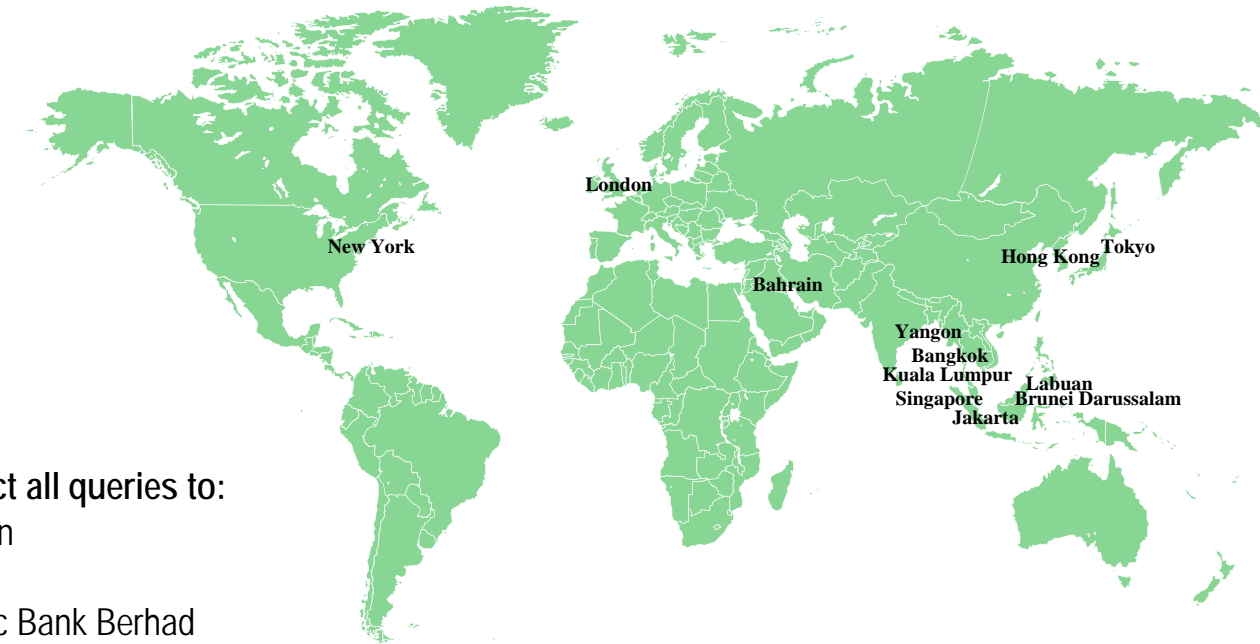 London
New York
Hong Kong
Tokyo
Bahrain
Yangon
Bangkok
Kuala Lumpur
Labuan
Singapore
Brunei Darussalam
Jakarta
all queries to:
Bank Berhad